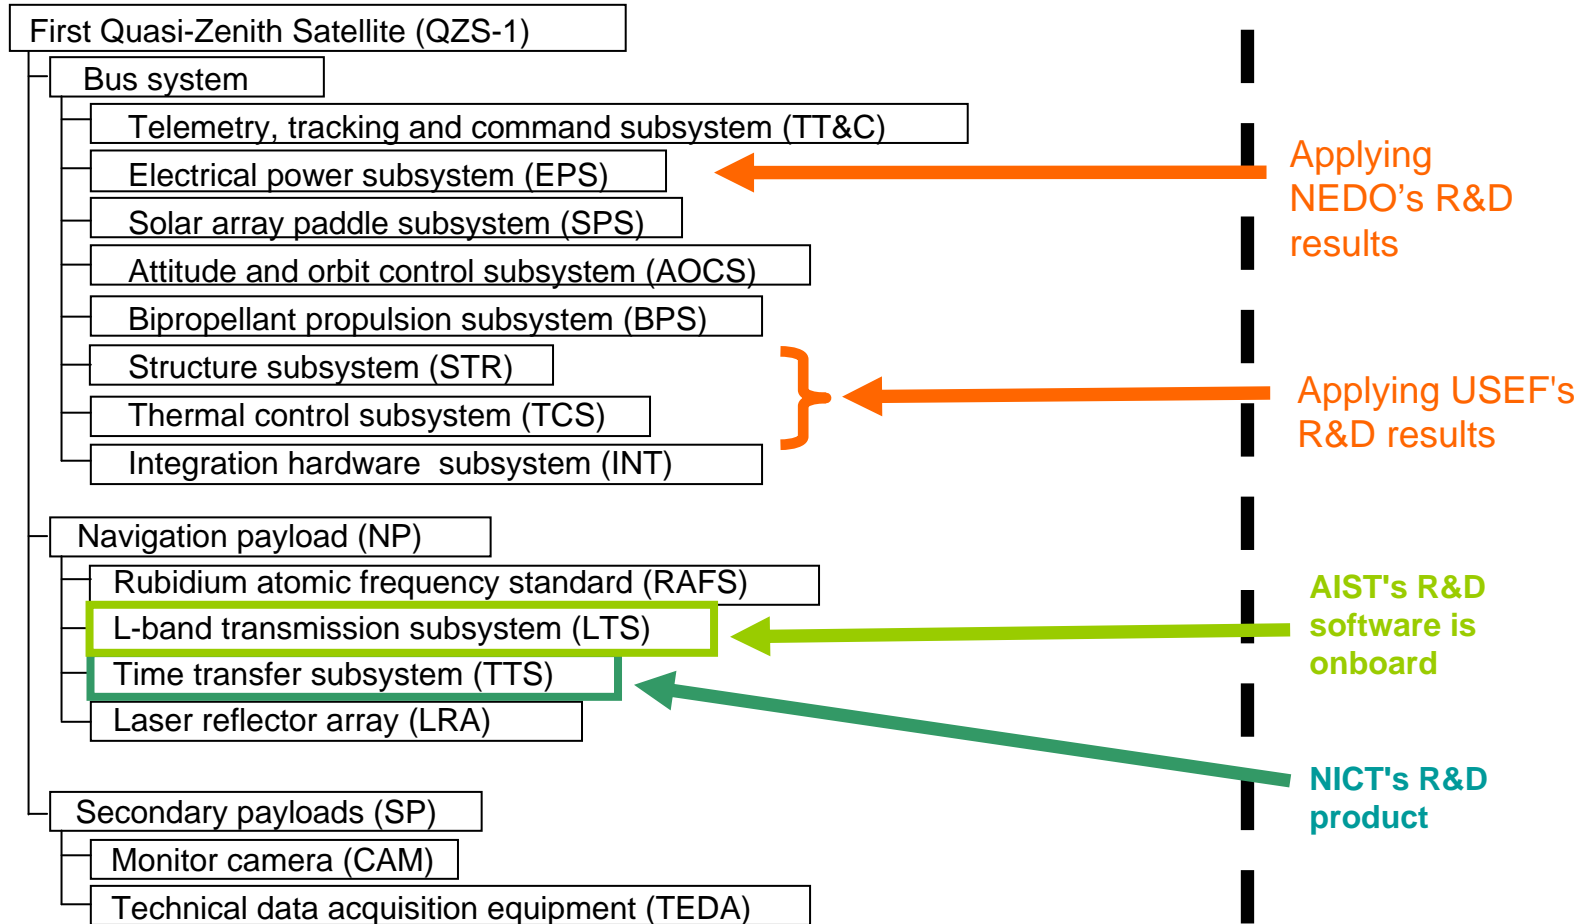 First Quasi-Zenith Satellite (QZS-1)
Bus system
Telemetry, tracking and command subsystem (TT&C)
Electrical power subsystem (EPS)
Solar array paddle subsystem (SPS)
Attitude and orbit control subsystem (AOCS)
Bipropellant propulsion subsystem (BPS)
Structure subsystem (STR)
Thermal control subsystem (TCS)
Integration hardware  subsystem (INT)
Navigation payload (NP)
Rubidium atomic frequency standard (RAFS)
L-band transmission subsystem (LTS)
Time transfer subsystem (TTS)
Laser reflector array (LRA)
Secondary payloads (SP)
Monitor camera (CAM)
Technical data acquisition equipment (TEDA)
Applying
NEDO’s R&D
results
Applying USEF's
R&D results
AIST's R&D
software is
onboard
NICT's R&D
product